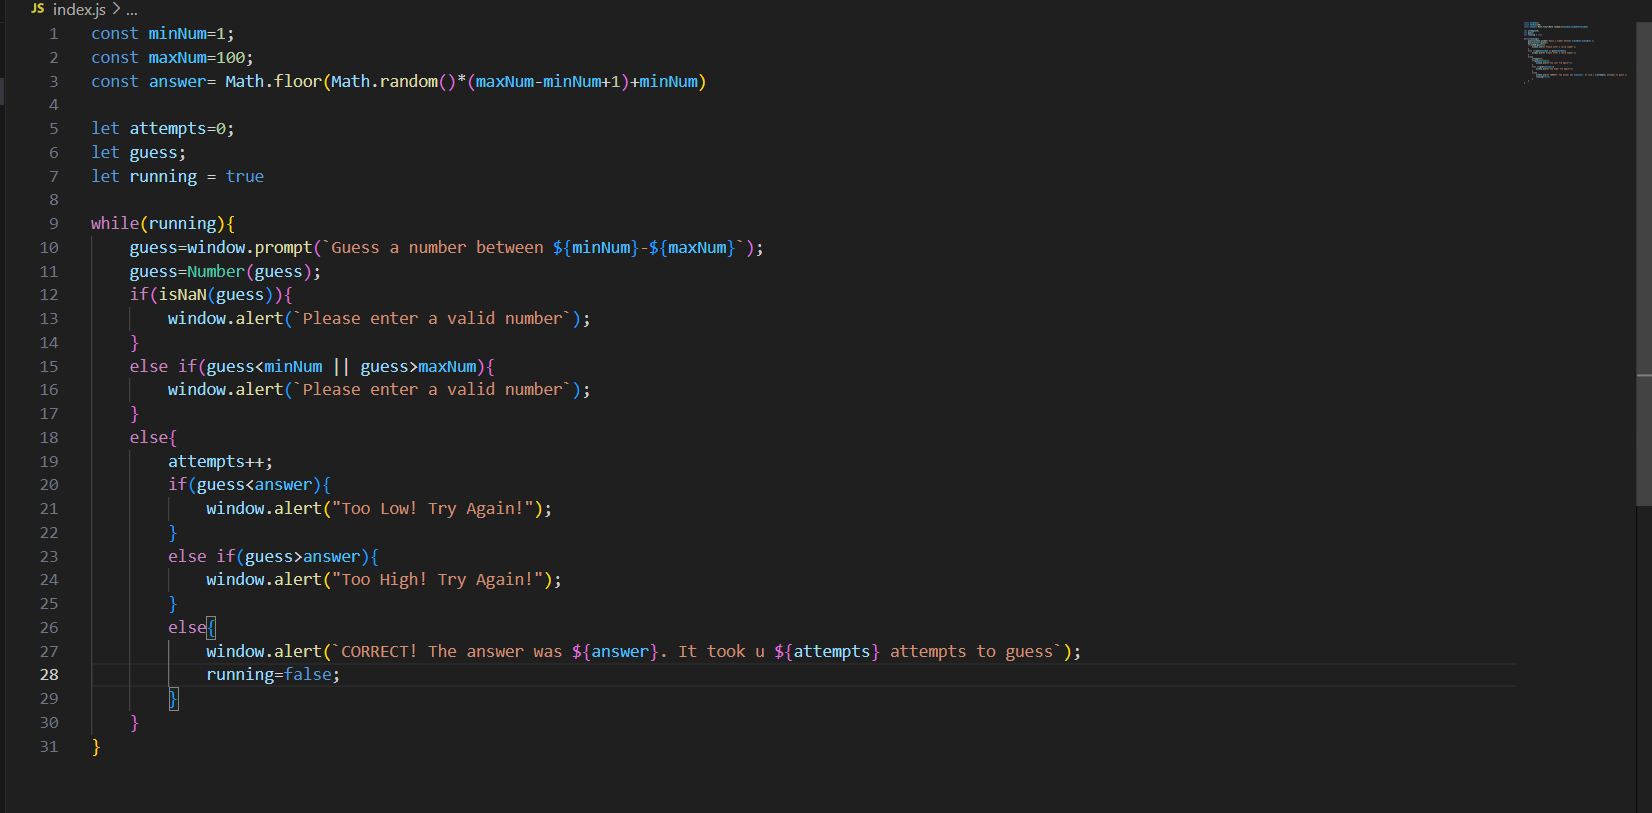 JS index.js > ...
1 const minNum=1;
2 const maxNum=100;
3 const answer= Math.floor(Math.random()*(maxNum-minNum+1)+minNum)
4
5 let attempts=0;
6 let guess;
7 let running = true
8
9 while(running){
10     guess=window.prompt(`Guess a number between ${minNum}-${maxNum}`);
11     guess=Number(guess);
12     if(isNaN(guess)){
13         window.alert(`Please enter a valid number`);
14     }
15     else if(guess<minNum || guess>maxNum){
16         window.alert(`Please enter a valid number`);
17     }
18     else{
19         attempts++;
20         if(guess<answer){
21             window.alert("Too Low! Try Again!");
22         }
23         else if(guess>answer){
24             window.alert("Too High! Try Again!");
25         }
26         else{
27             window.alert(`CORRECT! The answer was ${answer}. It took u ${attempts} attempts to guess`);
28             running=false;
29         }
30     }
31 }